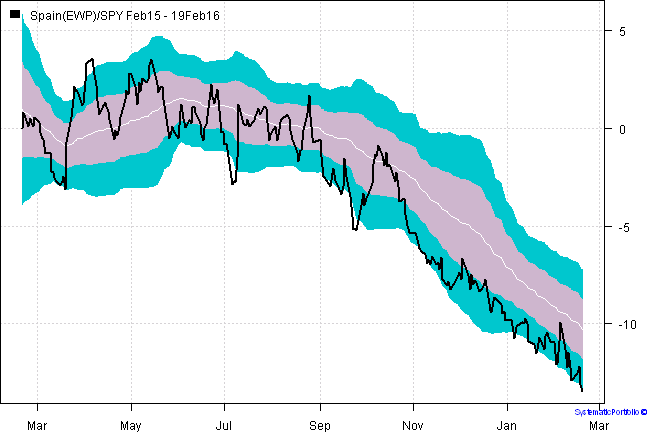 Spain(EWP)/SPY Feb15 - 19Feb16
5
0
-5
-10
SystematicPortfolio ©
Mar May Jul Sep Nov Jan Mar